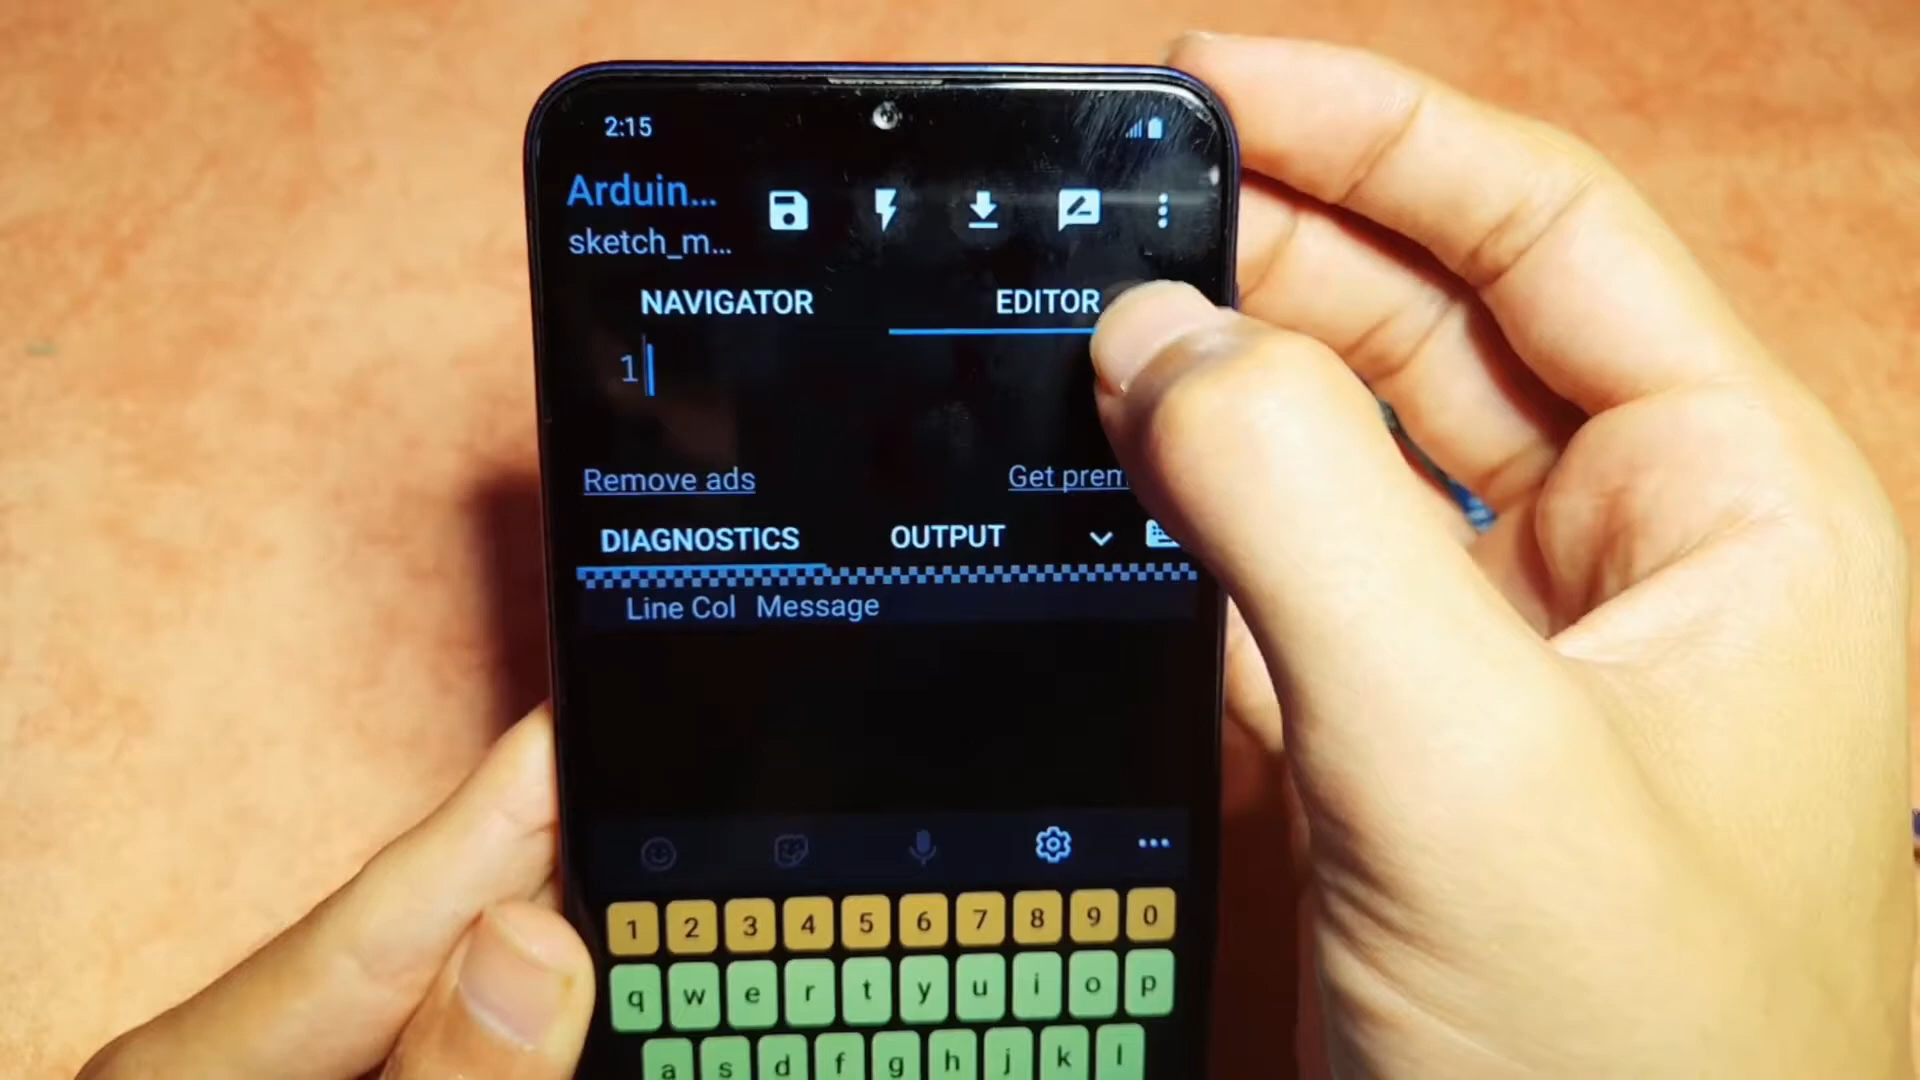 2:15
Arduin...
sketch_m...
NAVIGATOR EDITOR
1
Remove ads Get prem
DIAGNOSTICS OUTPUT
Line Col Message
1 2 3 4 5 6 7 8 9 0
q w e r t y u i o p
a s d f g h j k l